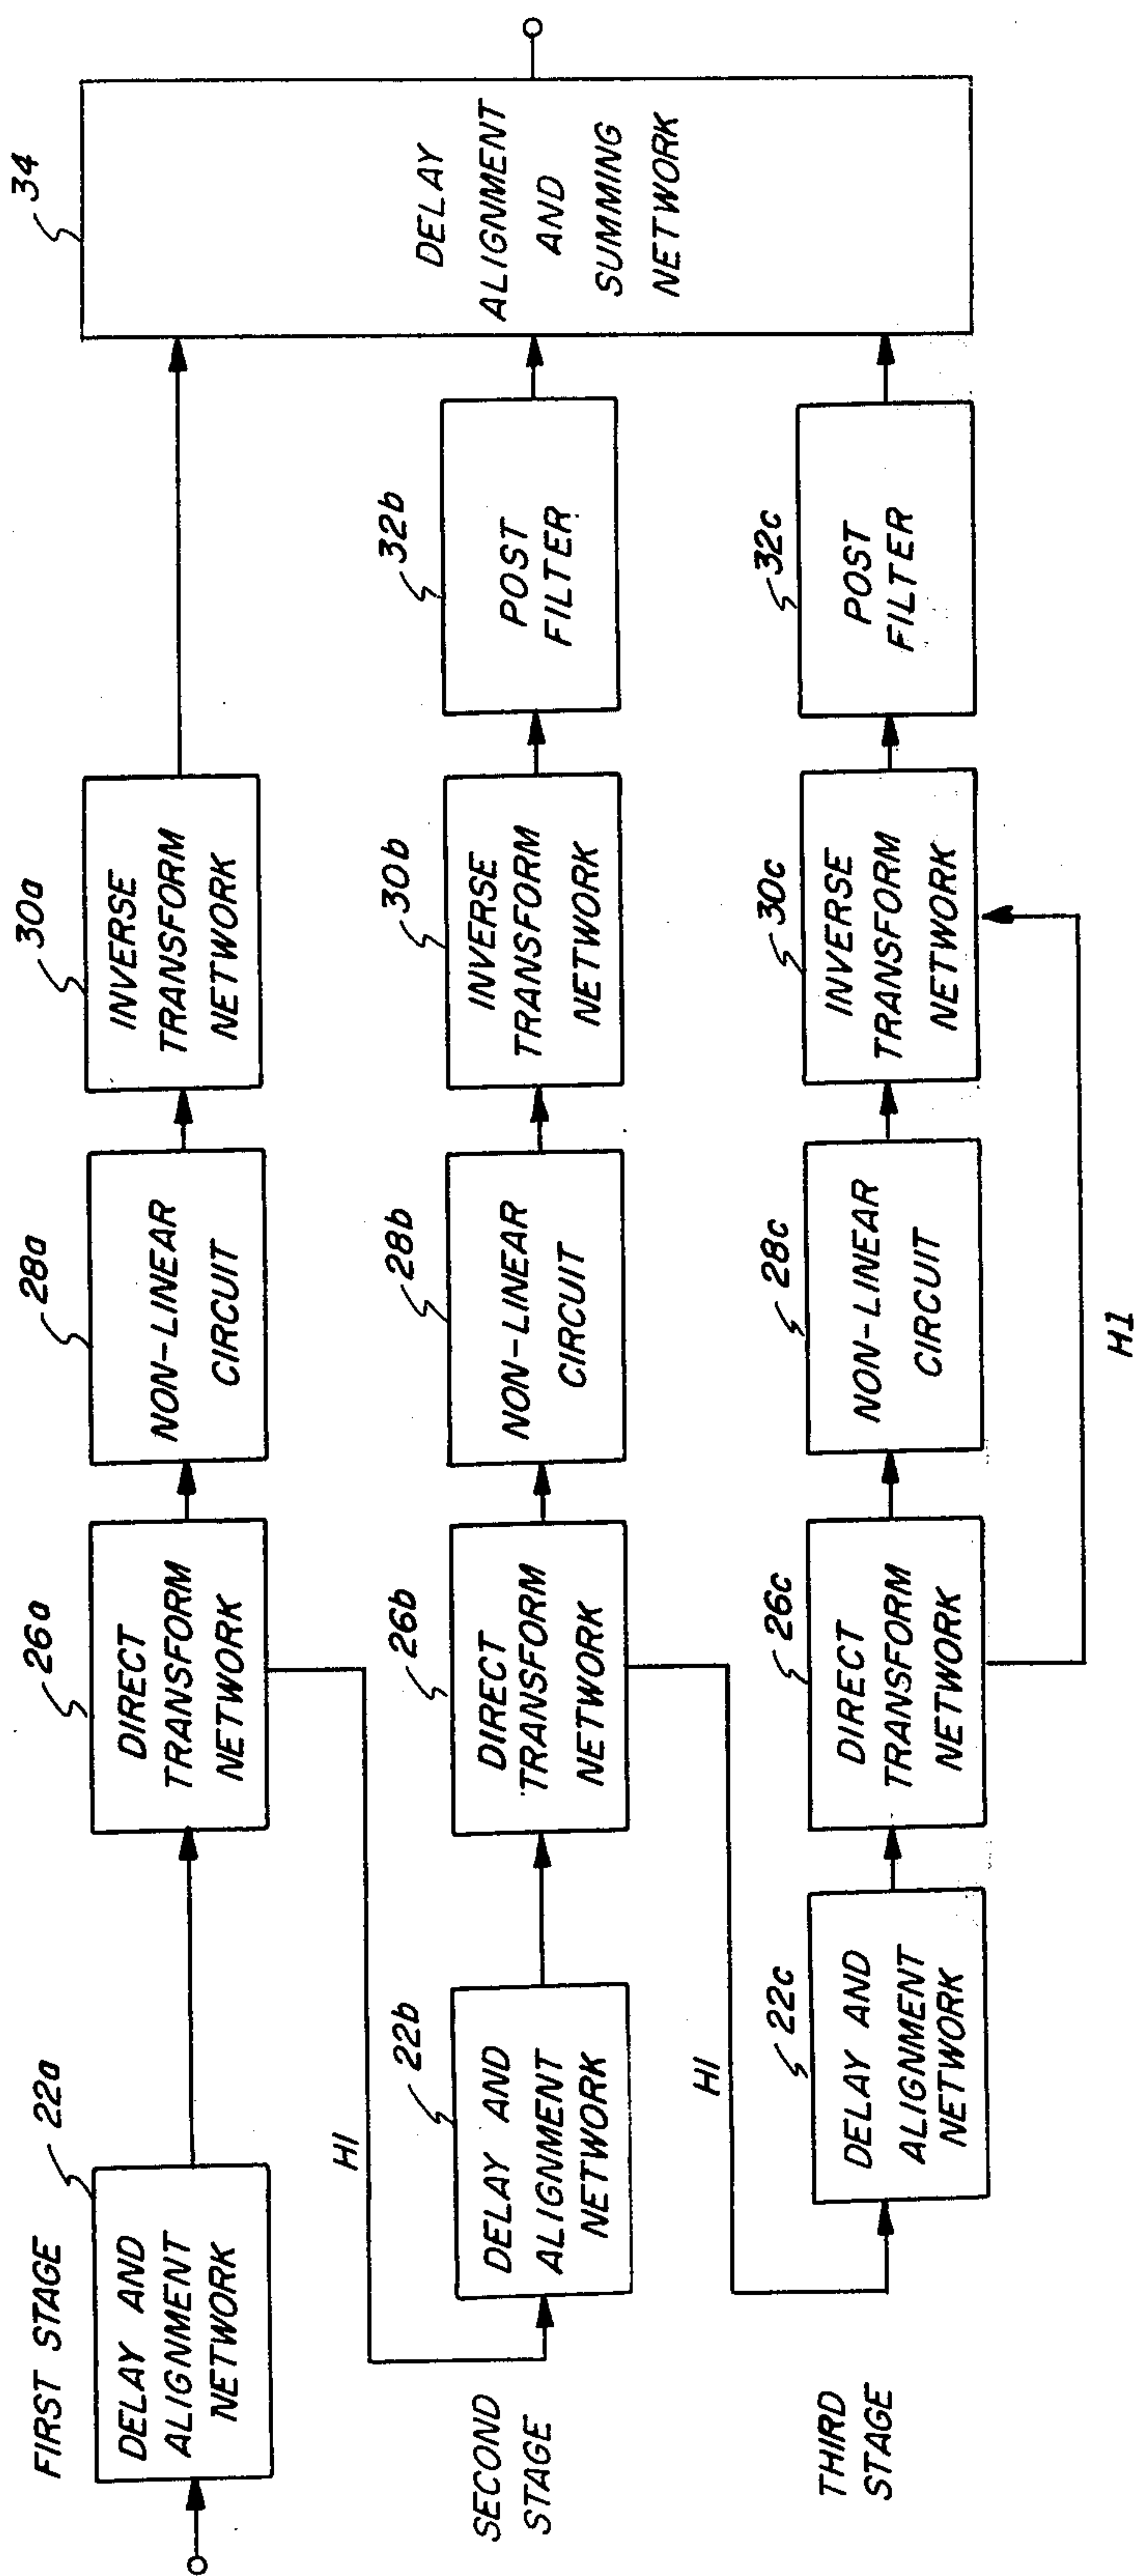 FIRST STAGE
22a
DELAY AND
ALIGNMENT
NETWORK
26a
DIRECT
TRANSFORM
NETWORK
28a
NON-LINEAR
CIRCUIT
30a
INVERSE
TRANSFORM
NETWORK
34
DELAY
ALIGNMENT
AND
SUMMING
NETWORK
H1
SECOND
STAGE
22b
DELAY AND
ALIGNMENT
NETWORK
26b
DIRECT
TRANSFORM
NETWORK
28b
NON-LINEAR
CIRCUIT
30b
INVERSE
TRANSFORM
NETWORK
32b
POST
FILTER
H1
THIRD
STAGE
22c
DELAY AND
ALIGNMENT
NETWORK
26c
DIRECT
TRANSFORM
NETWORK
28c
NON-LINEAR
CIRCUIT
30c
INVERSE
TRANSFORM
NETWORK
32c
POST
FILTER
H1